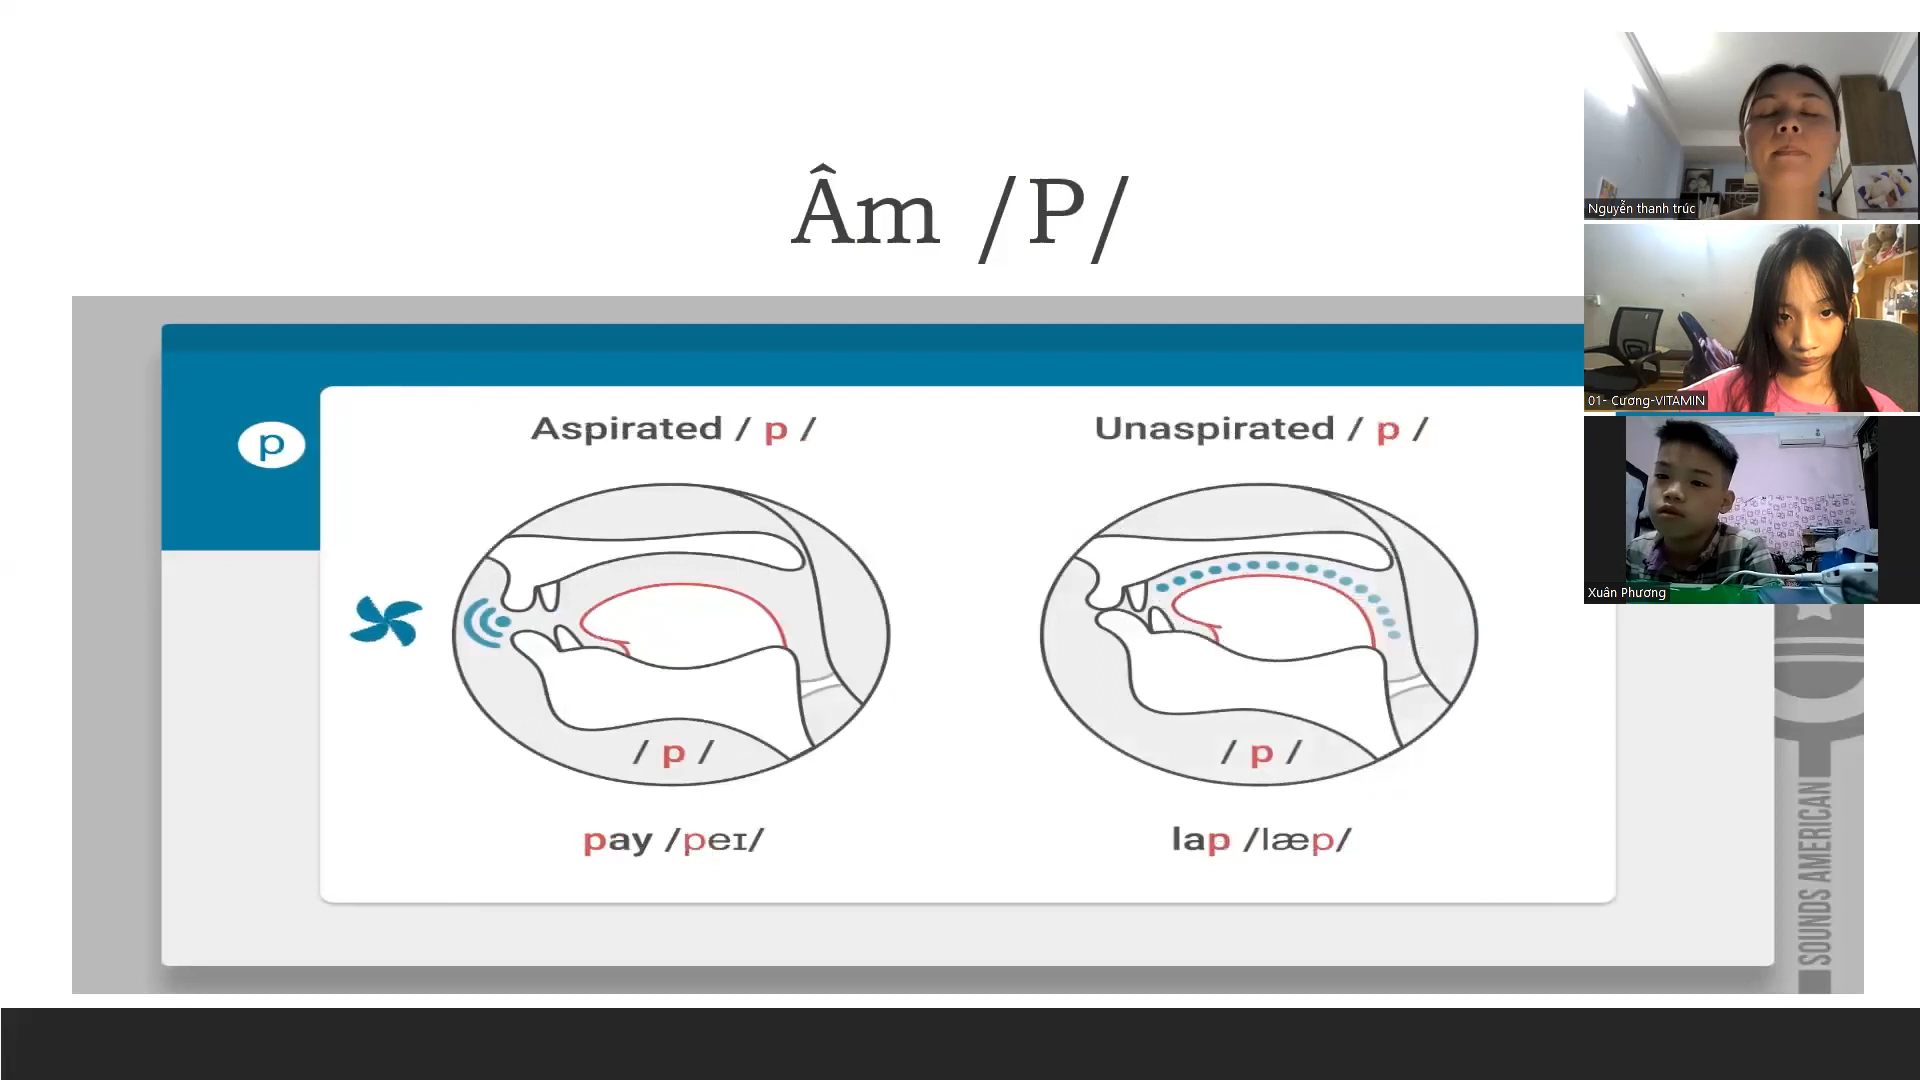 Âm /P/
p
Aspirated / p /
Unaspirated / p /
/ p /
/ p /
pay /peɪ/
lap /læp/
SOUNDS AMERICAN
Nguyễn thanh trúc
01- Cương-VITAMIN
Xuân Phương